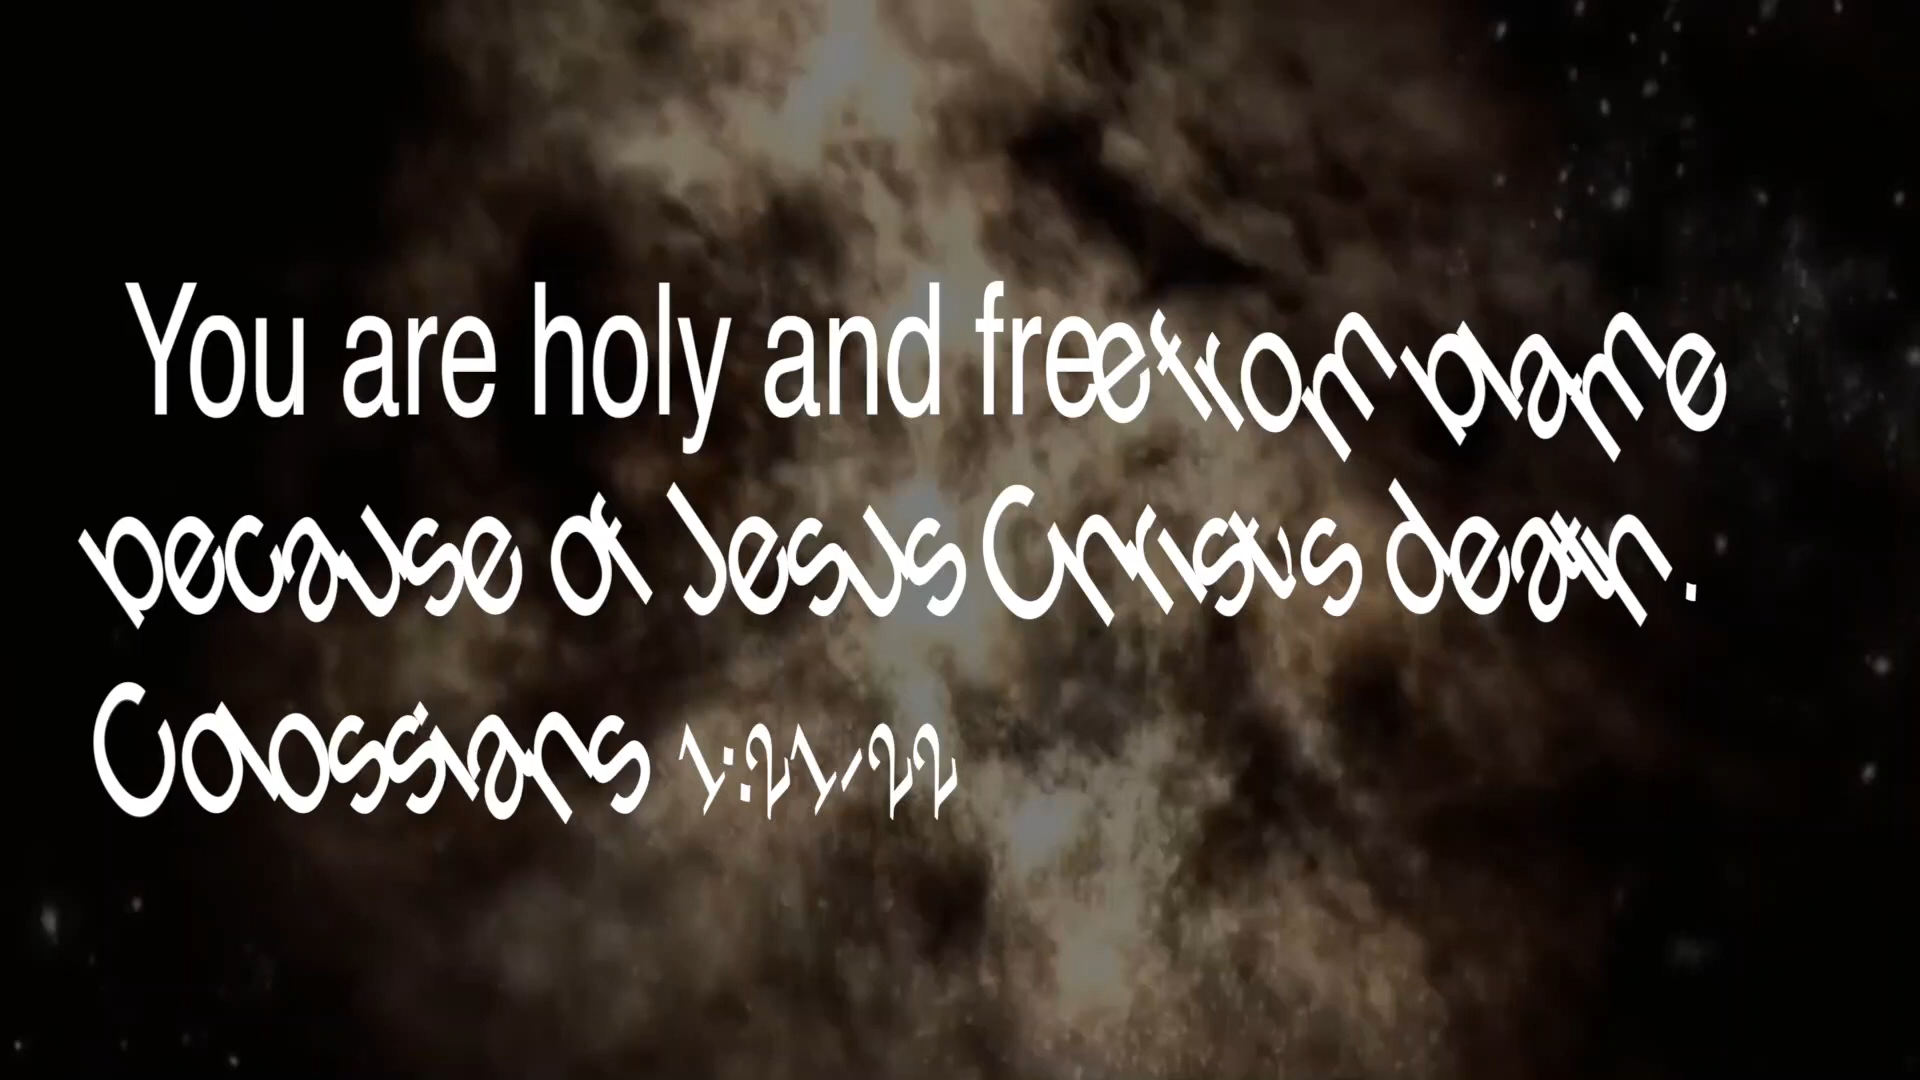 You are holy and free from blame
because of Jesus Christ's death.
Colossians 1:21-22